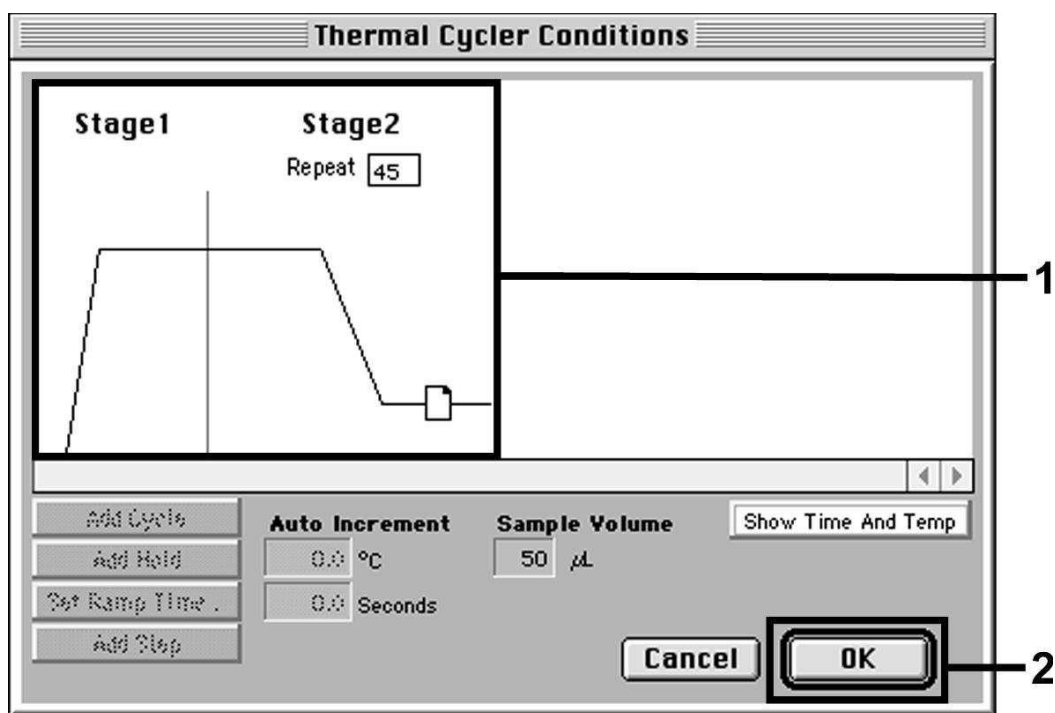 Thermal Cycler Conditions
Stage1 Stage2
Repeat 45
1
Add Cycle
Add Hold
Set Ramp Time .
Add Step
Auto Increment
0.0 °C
0.0 Seconds
Sample Volume
50 µL
Show Time And Temp
Cancel OK
2